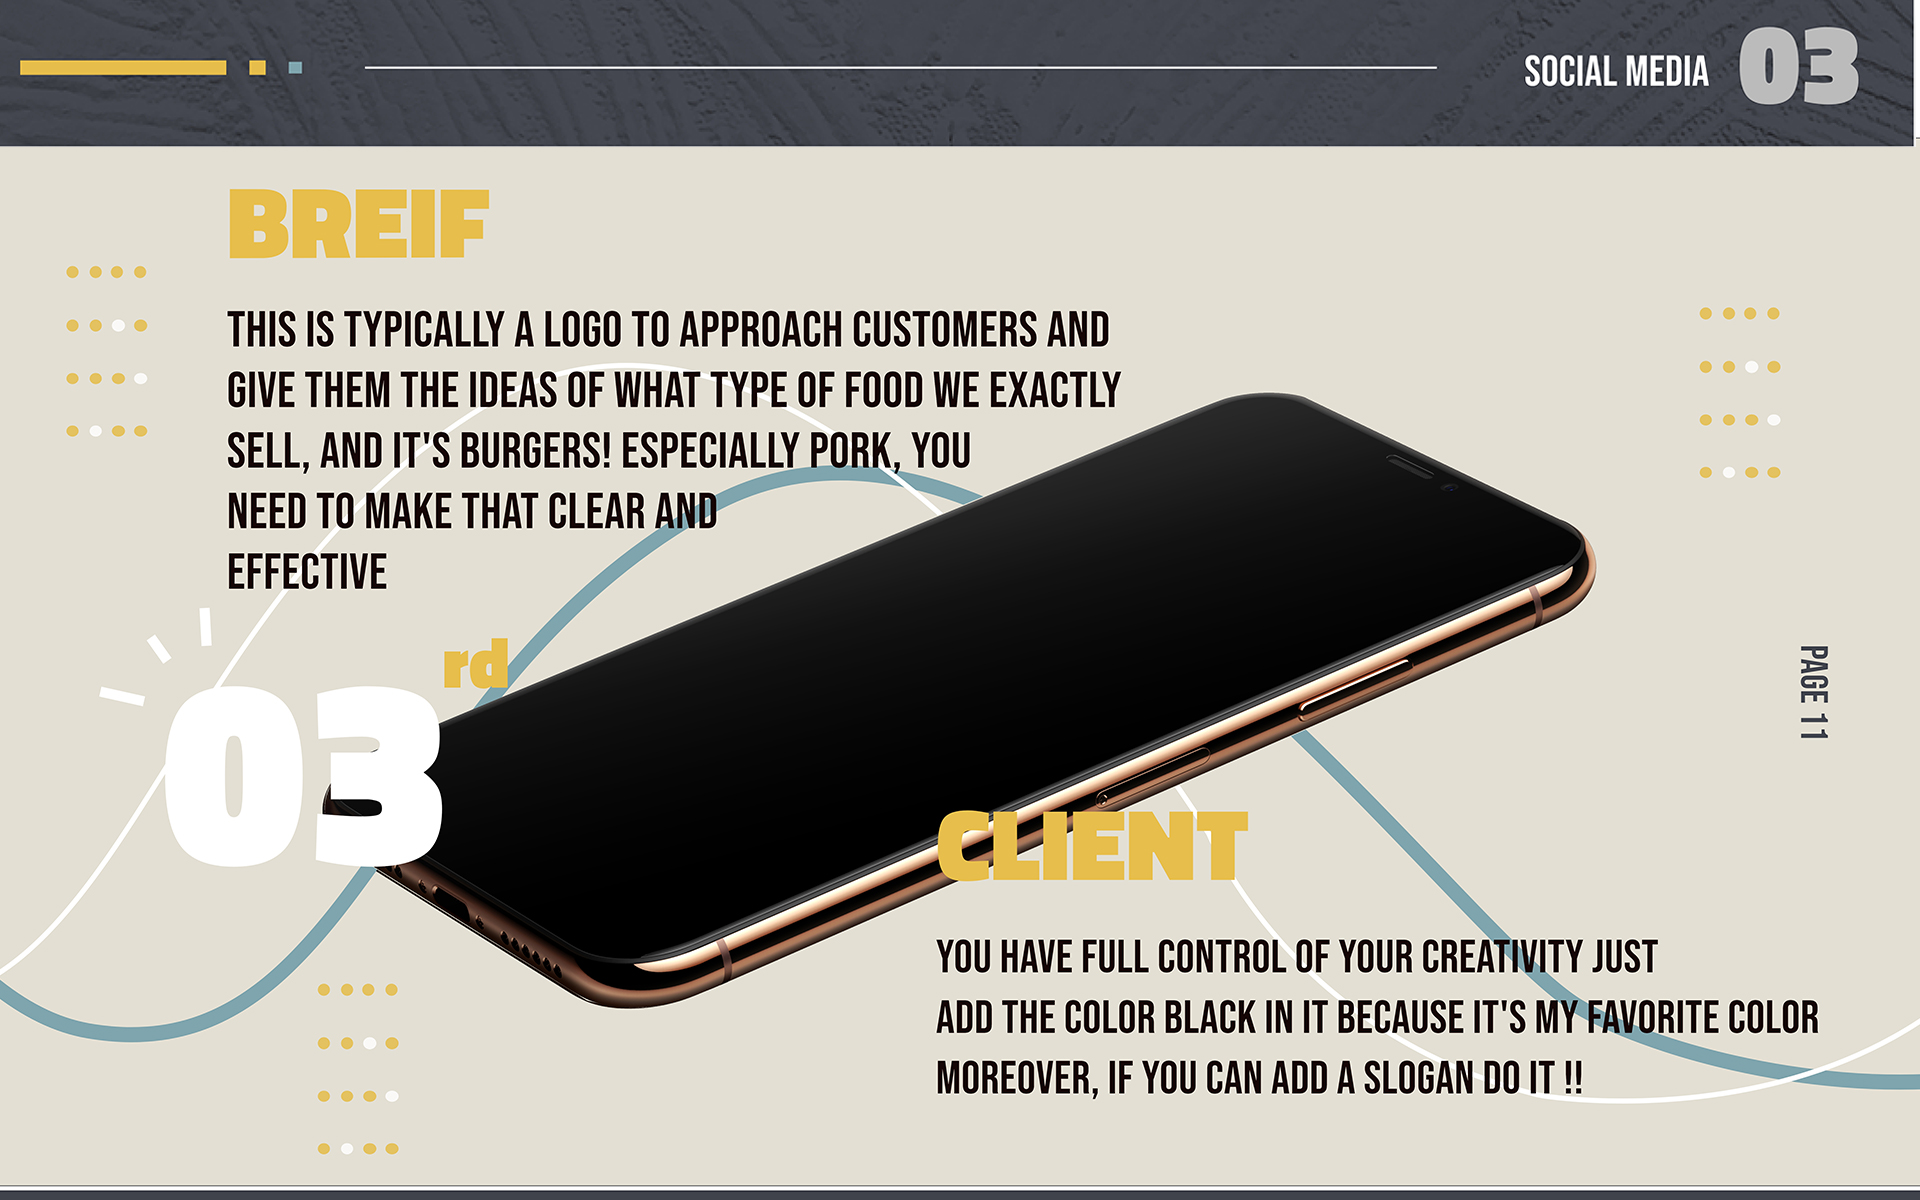 SOCIAL MEDIA 03
BREIF
THIS IS TYPICALLY A LOGO TO APPROACH CUSTOMERS AND
GIVE THEM THE IDEAS OF WHAT TYPE OF FOOD WE EXACTLY
SELL, AND IT'S BURGERS! ESPECIALLY PORK, YOU
NEED TO MAKE THAT CLEAR AND
EFFECTIVE
03rd
PAGE 11
CLIENT
YOU HAVE FULL CONTROL OF YOUR CREATIVITY JUST
ADD THE COLOR BLACK IN IT BECAUSE IT'S MY FAVORITE COLOR
MOREOVER, IF YOU CAN ADD A SLOGAN DO IT !!